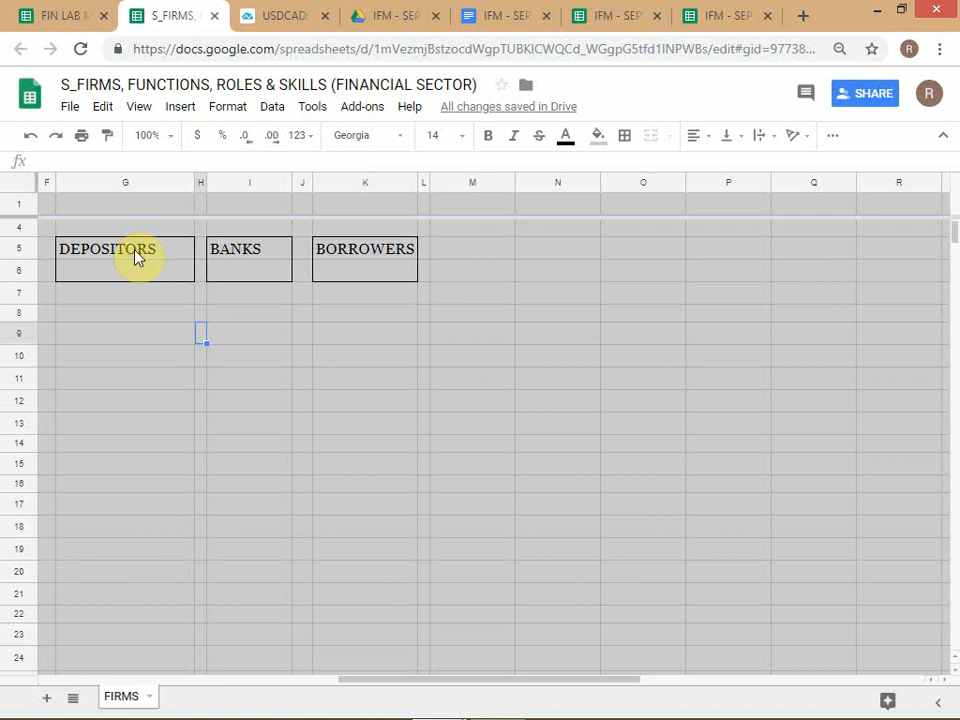 FIN LAB M
S_FIRMS,
USDCAD
IFM - SEP
IFM - SEP
IFM - SEP
IFM - SEP
https://docs.google.com/spreadsheets/d/1mVezmjBstzocdWgpTUBKlCWQCd_WGgpG5tfd1INPWBs/edit#gid=97738...
R
S_FIRMS, FUNCTIONS, ROLES & SKILLS (FINANCIAL SECTOR)
SHARE
R
File Edit View Insert Format Data Tools Add-ons Help All changes saved in Drive
100% $ % .0 .00 123 Georgia 14 B I S A
fx
F G H I J K L M N O P Q R
1
4
5 DEPOSITORS BANKS BORROWERS
6
7
8
9
10
11
12
13
14
15
16
17
18
19
20
21
22
23
24
FIRMS